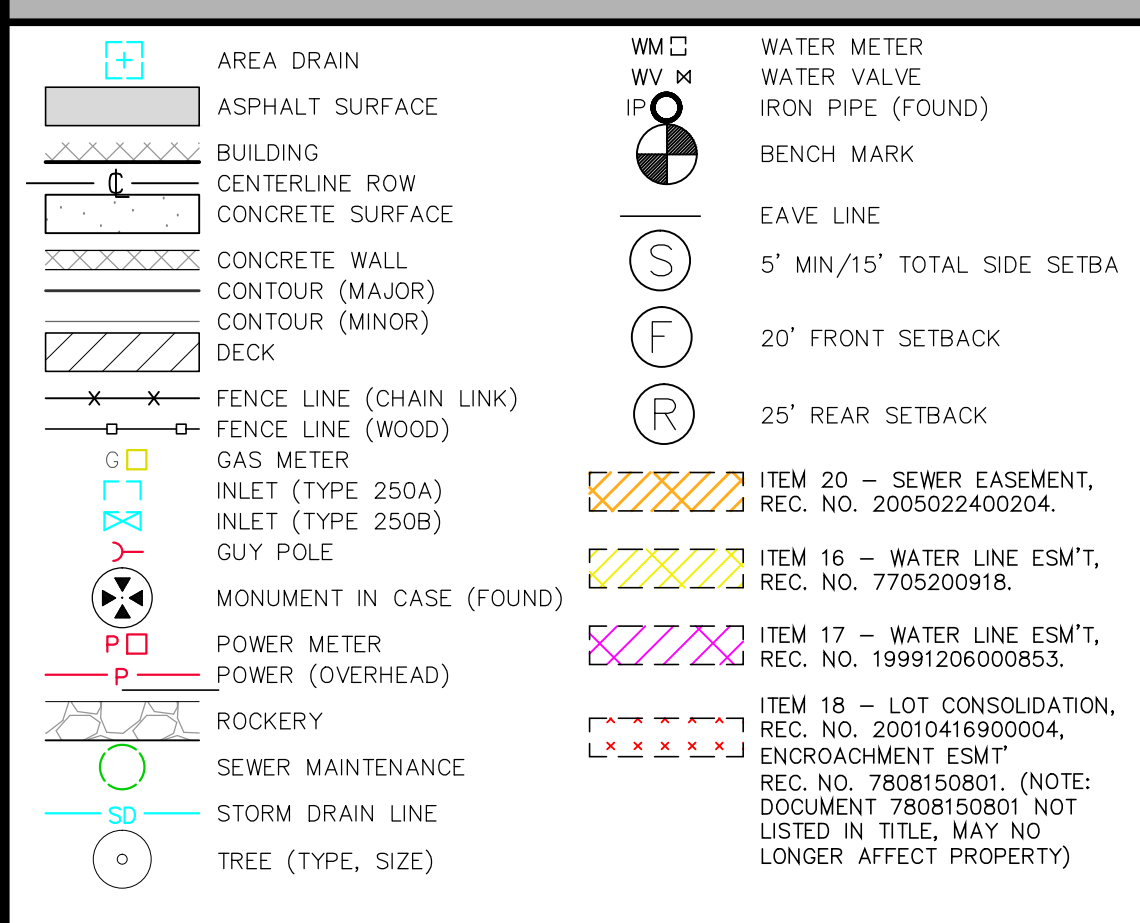 AREA DRAIN
ASPHALT SURFACE
BUILDING
℄ CENTERLINE ROW
CONCRETE SURFACE
CONCRETE WALL
CONTOUR (MAJOR)
CONTOUR (MINOR)
DECK
X X FENCE LINE (CHAIN LINK)
FENCE LINE (WOOD)
G GAS METER
INLET (TYPE 250A)
INLET (TYPE 250B)
GUY POLE
MONUMENT IN CASE (FOUND)
P POWER METER
P POWER (OVERHEAD)
ROCKERY
SEWER MAINTENANCE
SD STORM DRAIN LINE
TREE (TYPE, SIZE)
WM WATER METER
WV WATER VALVE
IP IRON PIPE (FOUND)
BENCH MARK
EAVE LINE
S 5' MIN/15' TOTAL SIDE SETBA
F 20' FRONT SETBACK
R 25' REAR SETBACK
ITEM 20 – SEWER EASEMENT,
REC. NO. 2005022400204.
ITEM 16 – WATER LINE ESM'T,
REC. NO. 7705200918.
ITEM 17 – WATER LINE ESM'T,
REC. NO. 19991206000853.
ITEM 18 – LOT CONSOLIDATION,
REC. NO. 20010416900004,
ENCROACHMENT ESMT'
REC. NO. 7808150801. (NOTE:
DOCUMENT 7808150801 NOT
LISTED IN TITLE, MAY NO
LONGER AFFECT PROPERTY)